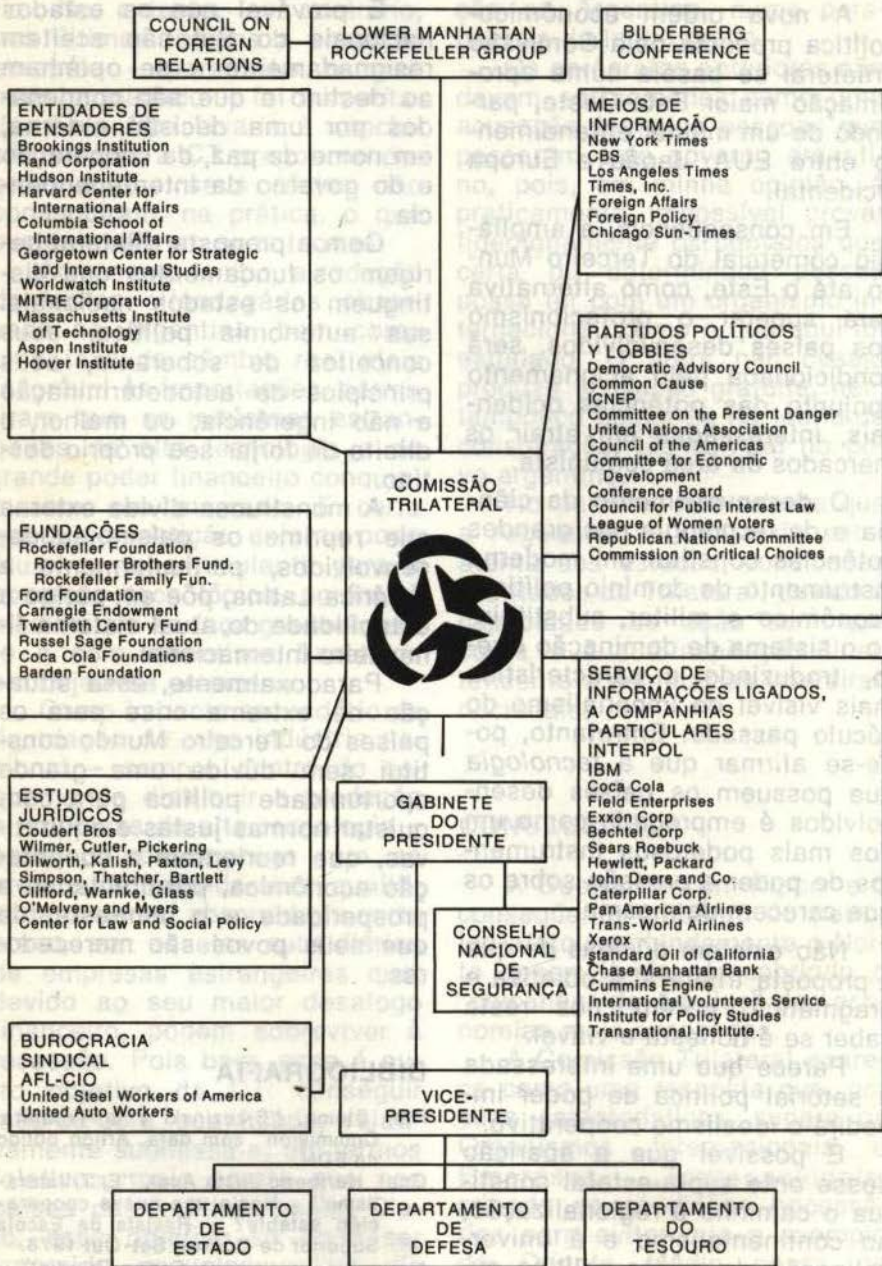 COUNCIL ON
FOREIGN
RELATIONS
LOWER MANHATTAN
ROCKEFELLER GROUP
BILDERBERG
CONFERENCE
ENTIDADES DE
PENSADORES
Brookings Institution
Rand Corporation
Hudson Institute
Harvard Center for
International Affairs
Columbia School of
International Affairs
Georgetown Center for Strategic
and International Studies
Worldwatch Institute
MITRE Corporation
Massachusetts Institute
of Technology
Aspen Institute
Hoover Institute
MEIOS DE
INFORMAÇÃO
New York Times
CBS
Los Angeles Times
Times, Inc.
Foreign Affairs
Foreign Policy
Chicago Sun-Times
PARTIDOS POLÍTICOS
Y LOBBIES
Democratic Advisory Council
Common Cause
ICNEP
Committee on the Present Danger
United Nations Association
Council of the Americas
Committee for Economic
Development
Conference Board
Council for Public Interest Law
League of Women Voters
Republican National Committee
Commission on Critical Choices
COMISSÃO
TRILATERAL
FUNDAÇÕES
Rockefeller Foundation
Rockefeller Brothers Fund.
Rockefeller Family Fun.
Ford Foundation
Carnegie Endowment
Twentieth Century Fund
Russel Sage Foundation
Coca Cola Foundations
Barden Foundation
SERVIÇO DE
INFORMAÇÕES LIGADOS,
A COMPANHIAS
PARTICULARES
INTERPOL
IBM
Coca Cola
Field Enterprises
Exxon Corp
Bechtel Corp
Sears Roebuck
Hewlett, Packard
John Deere and Co.
Caterpillar Corp.
Pan American Airlines
Trans-World Airlines
Xerox
standard Oil of California
Chase Manhattan Bank
Cummins Engine
International Volunteers Service
Institute for Policy Studies
Transnational Institute.
ESTUDOS
JURÍDICOS
Coudert Bros
Wilmer, Cutler, Pickering
Dilworth, Kalish, Paxton, Levy
Simpson, Thatcher, Bartlett
Clifford, Warnke, Glass
O'Melveny and Myers
Center for Law and Social Policy
GABINETE
DO
PRESIDENTE
CONSELHO
NACIONAL
DE
SEGURANÇA
BUROCRACIA
SINDICAL
AFL-CIO
United Steel Workers of America
United Auto Workers
VICE-
PRESIDENTE
DEPARTAMENTO
DE
ESTADO
DEPARTAMENTO
DE
DEFESA
DEPARTAMENTO
DO
TESOURO